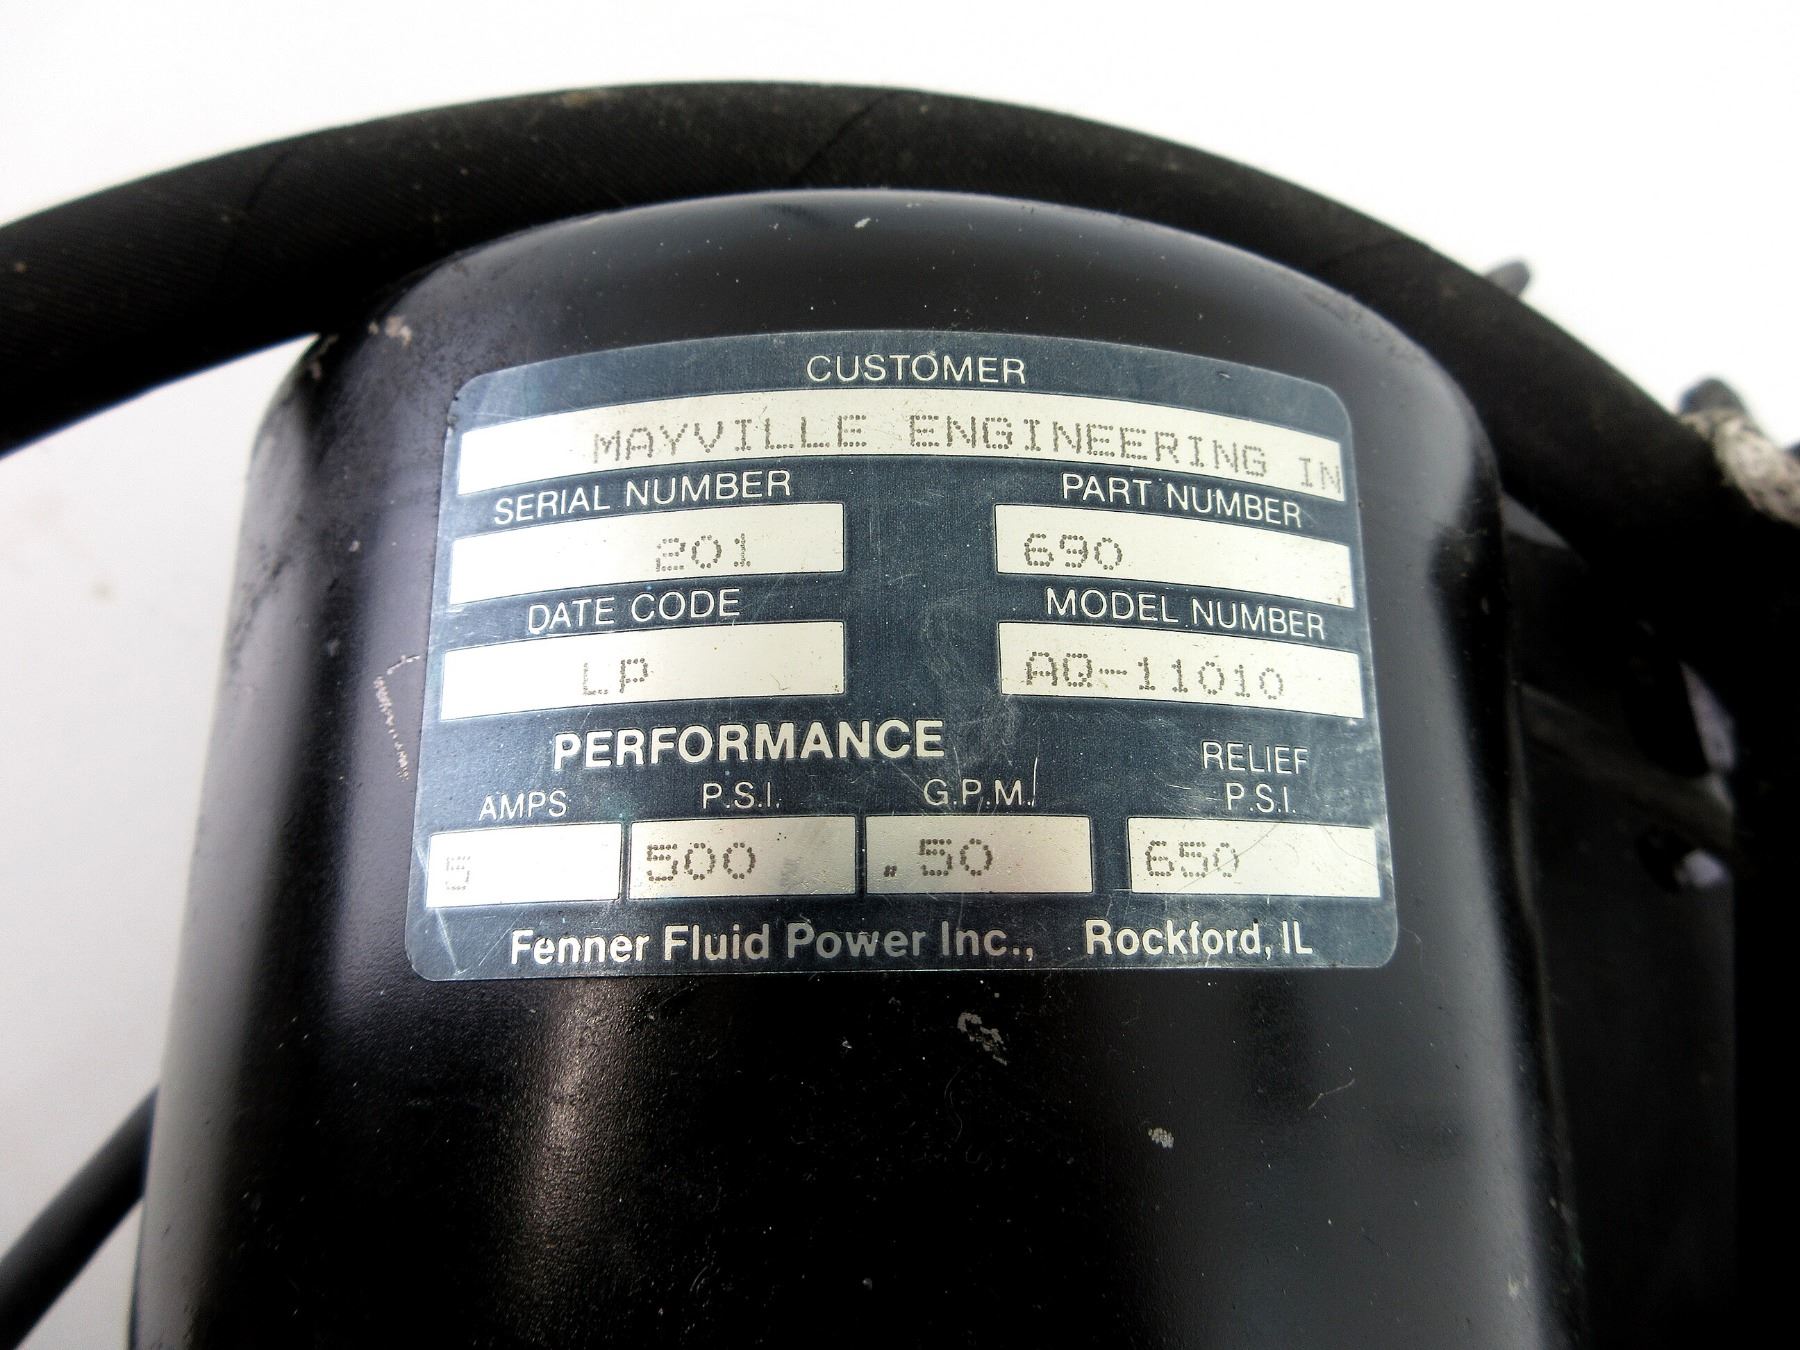 CUSTOMER
MAYVILLE ENGINEERING IN
SERIAL NUMBER PART NUMBER
201 690
DATE CODE MODEL NUMBER
LP AQ-11010
PERFORMANCE
AMPS P.S.I. G.P.M. RELIEF P.S.I.
5 500 .50 650
Fenner Fluid Power Inc., Rockford, IL